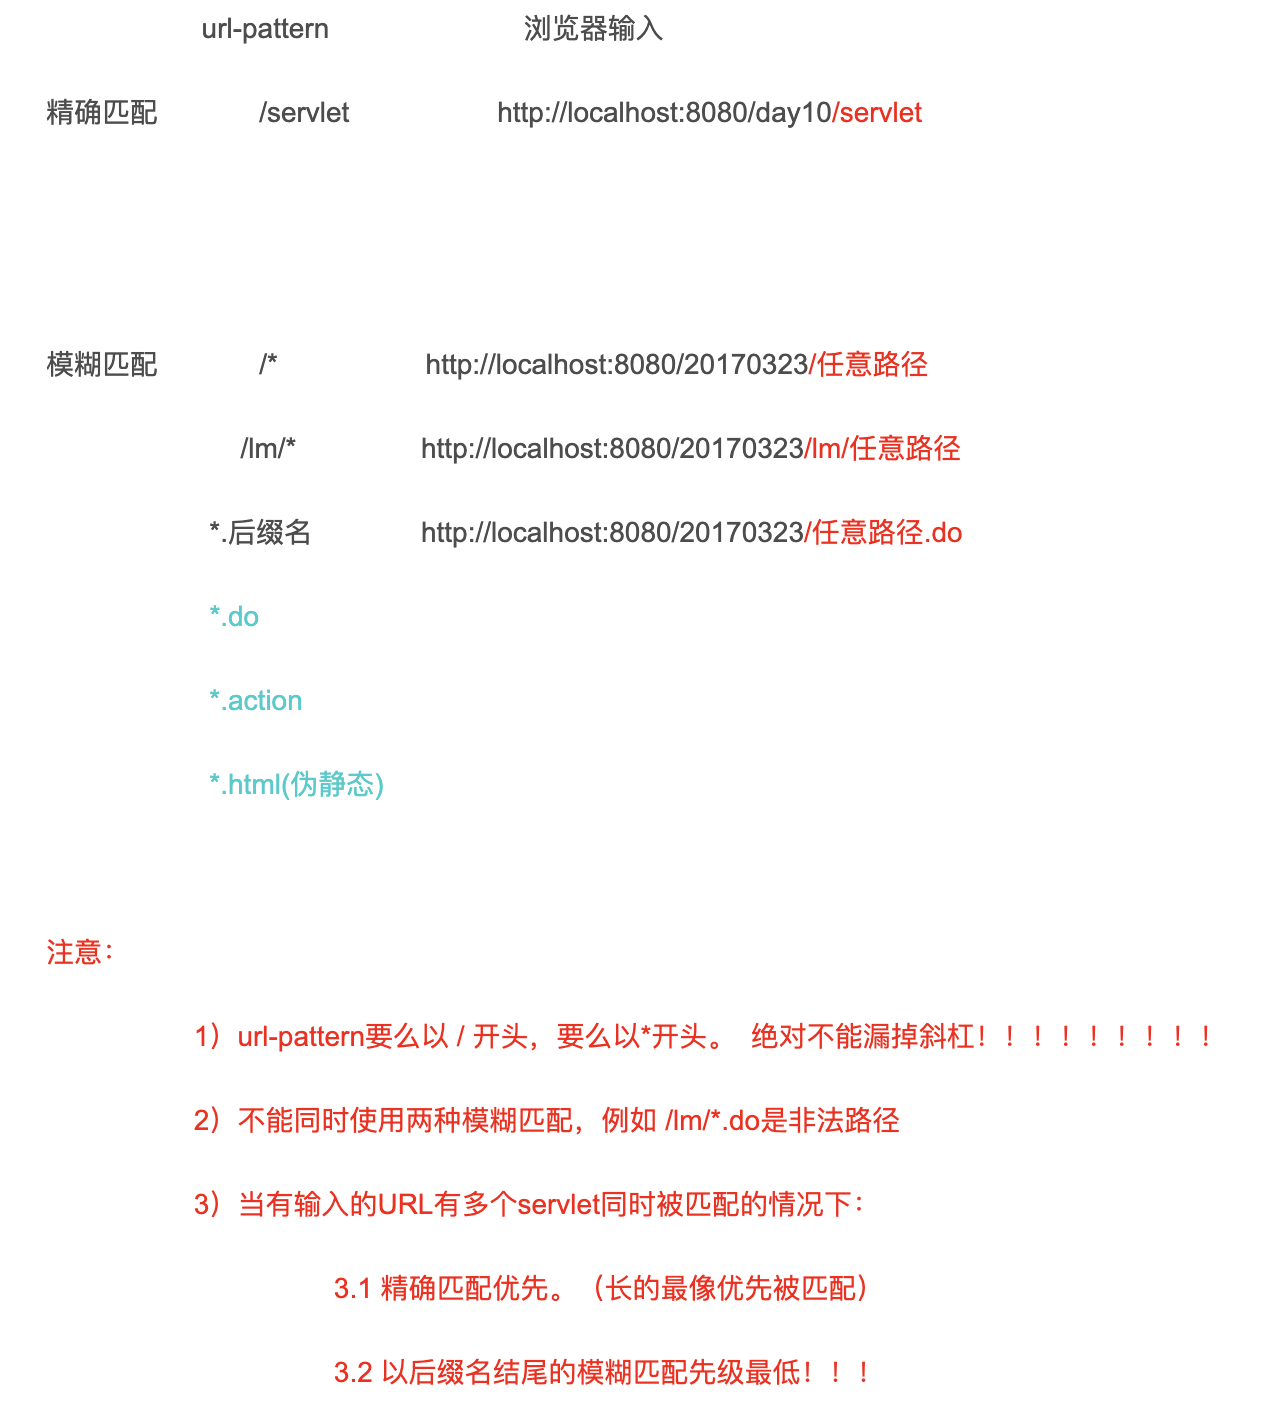 url-pattern 浏览器输入
精确匹配 /servlet http://localhost:8080/day10/servlet
模糊匹配 /* http://localhost:8080/20170323/任意路径
/lm/* http://localhost:8080/20170323/lm/任意路径
*.后缀名 http://localhost:8080/20170323/任意路径.do
*.do
*.action
*.html(伪静态)
注意：
1）url-pattern要么以 / 开头，要么以*开头。 绝对不能漏掉斜杠！！！！！！！！！
2）不能同时使用两种模糊匹配，例如 /lm/*.do是非法路径
3）当有输入的URL有多个servlet同时被匹配的情况下：
3.1 精确匹配优先。（长的最像优先被匹配）
3.2 以后缀名结尾的模糊匹配先级最低！！！